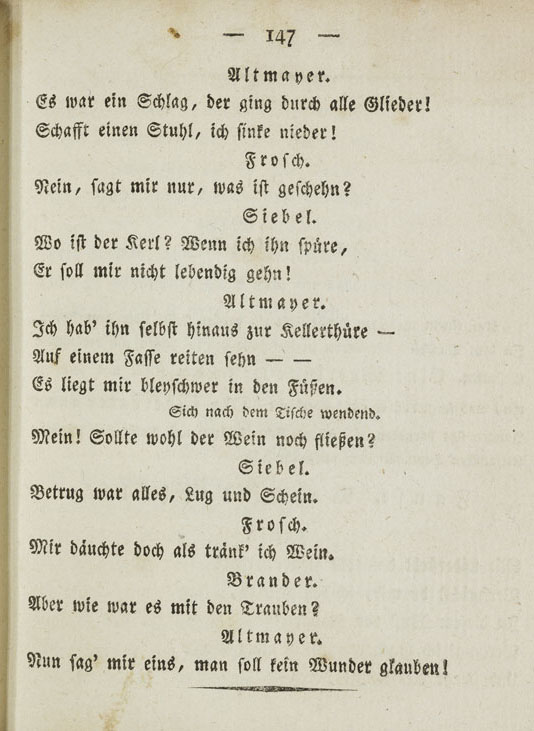 — 147 —
Altmayer.
Es war ein Schlag, der ging durch alle Glieder!
Schafft einen Stuhl, ich sinke nieder!
Frosch.
Nein, sagt mir nur, was ist geschehn?
Siebel.
Wo ist der Kerl? Wenn ich ihn spüre,
Er soll mir nicht lebendig gehn!
Altmayer.
Ich hab' ihn selbst hinaus zur Kellerthüre —
Auf einem Fasse reiten sehn — —
Es liegt mir bleyschwer in den Füßen.
Sich nach dem Tische wendend.
Mein! Sollte wohl der Wein noch fließen?
Siebel.
Betrug war alles, Lug und Schein.
Frosch.
Mir däuchte doch als tränk' ich Wein.
Brander.
Aber wie war es mit den Trauben?
Altmayer.
Nun sag' mir eins, man soll kein Wunder glauben!